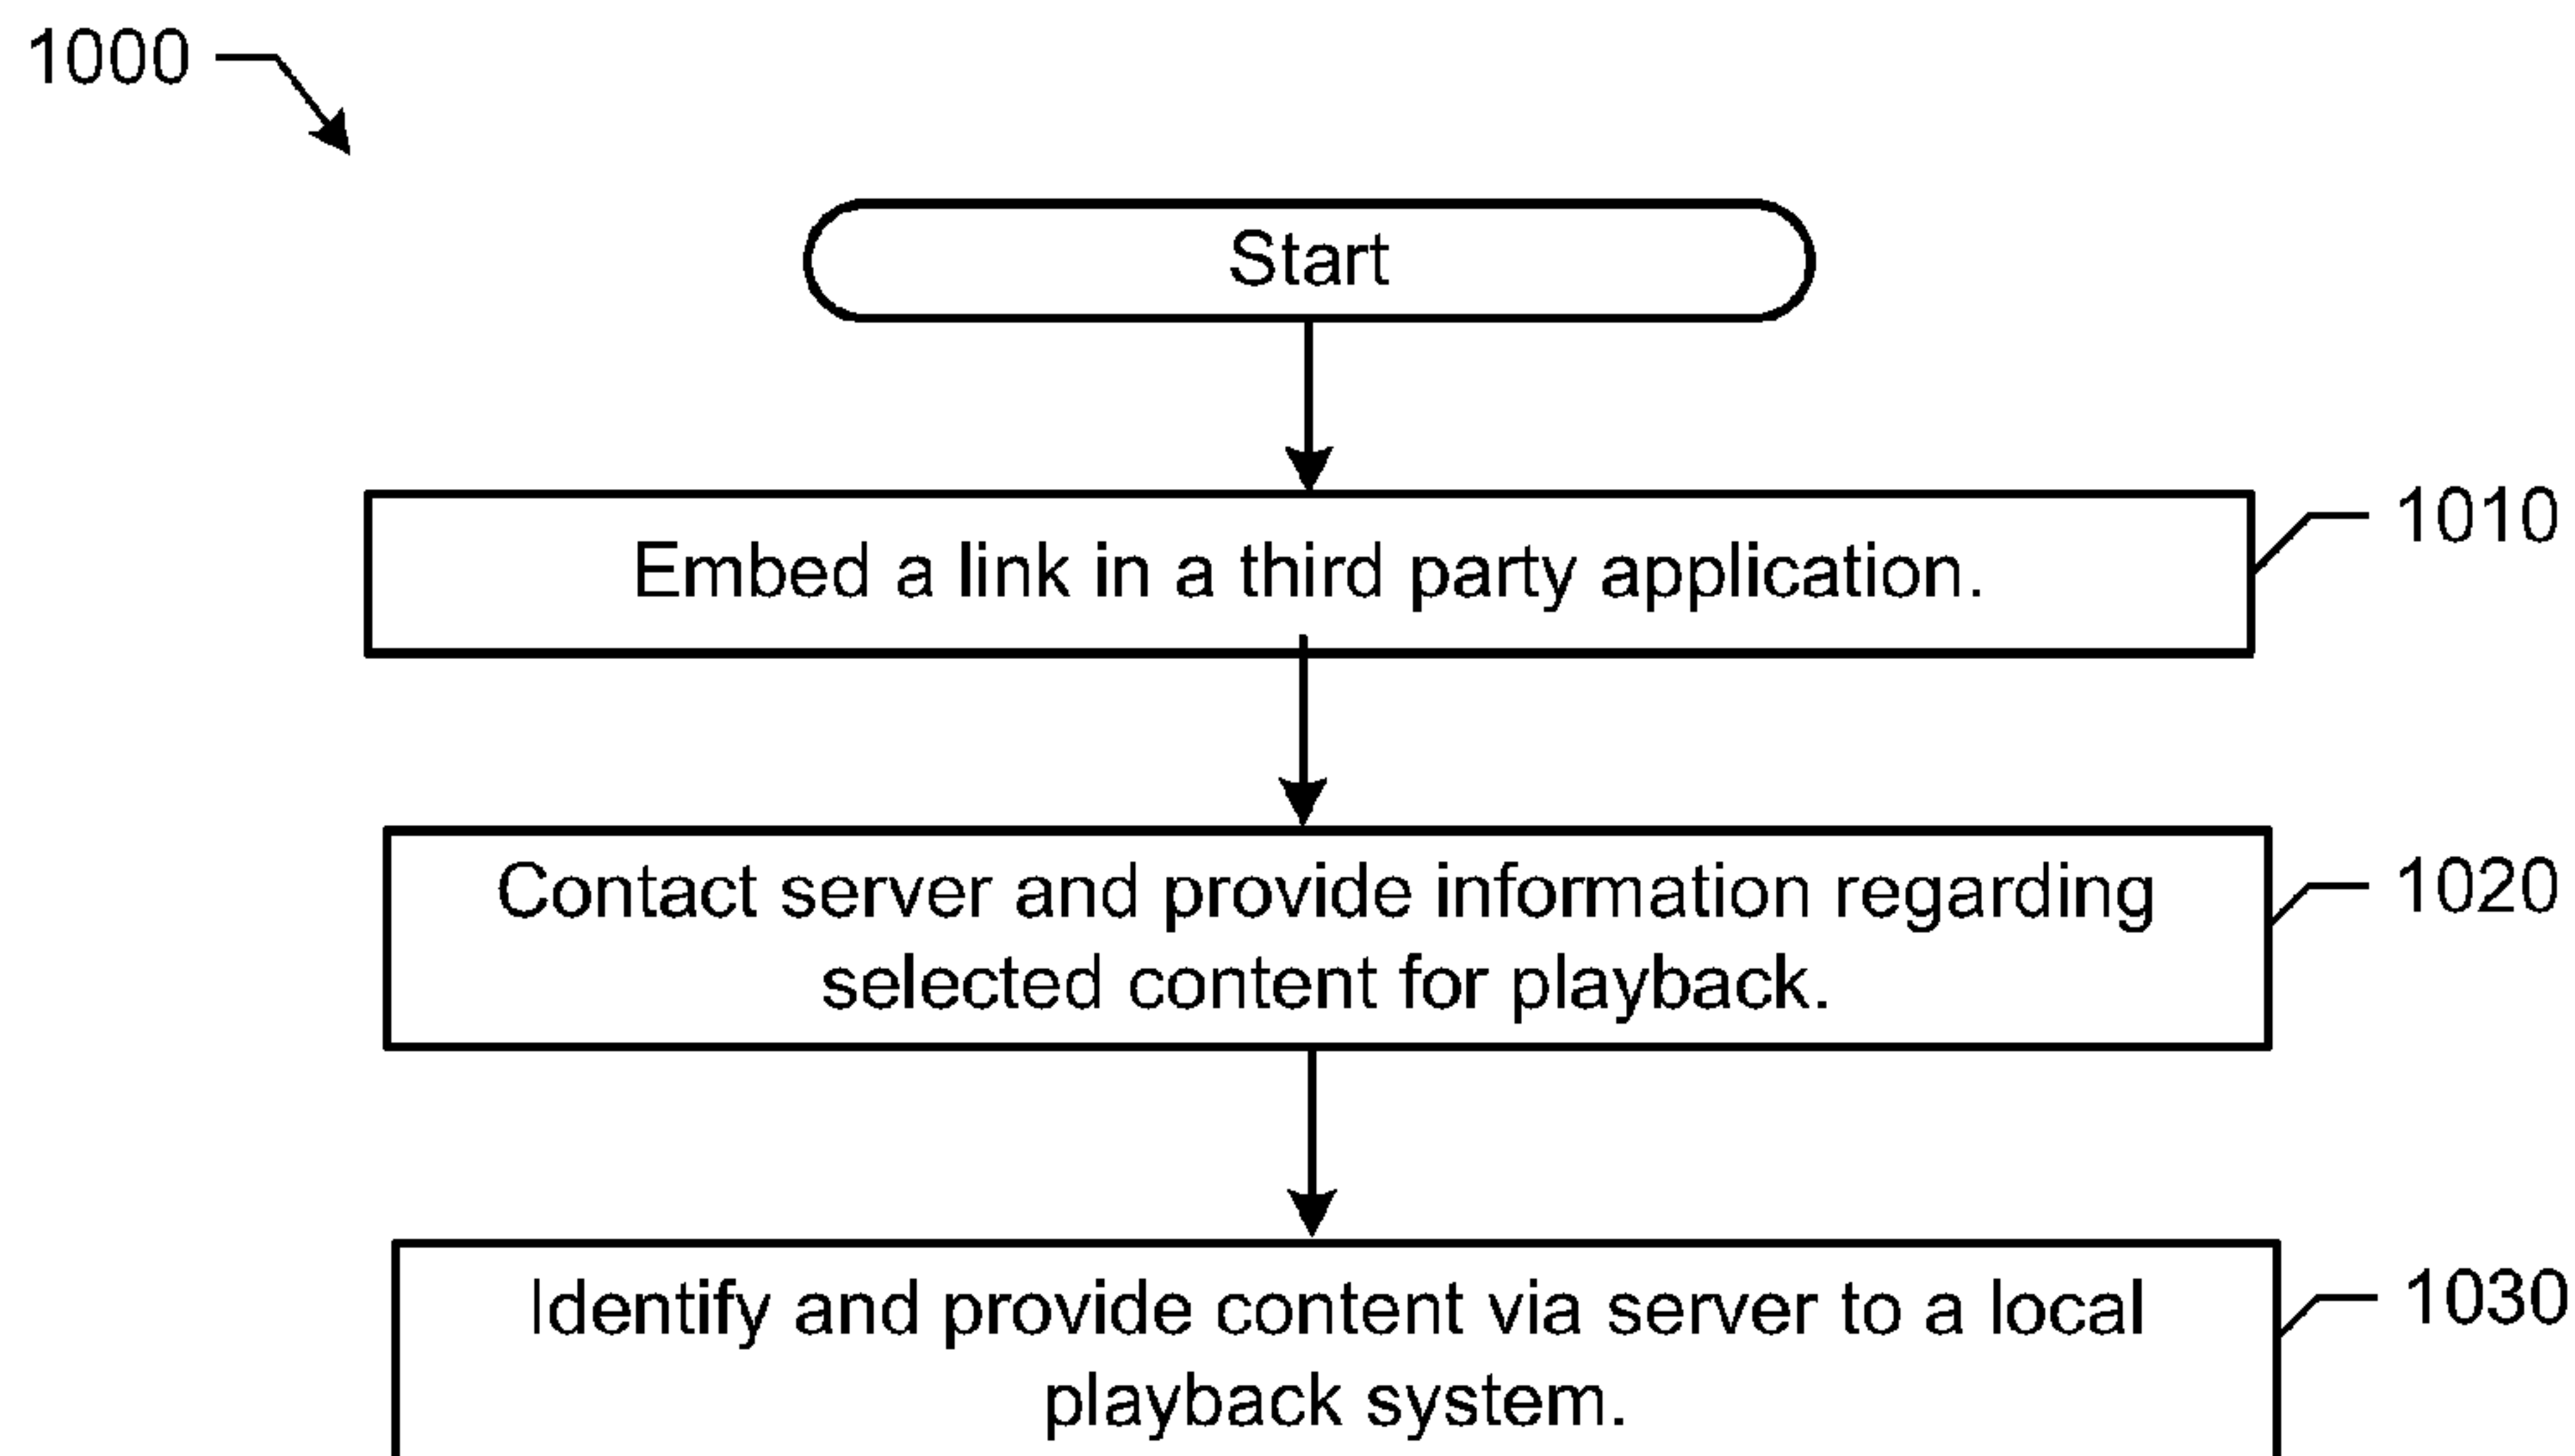 1000
Start
Embed a link in a third party application.
1010
Contact server and provide information regarding
selected content for playback.
1020
Identify and provide content via server to a local
playback system.
1030